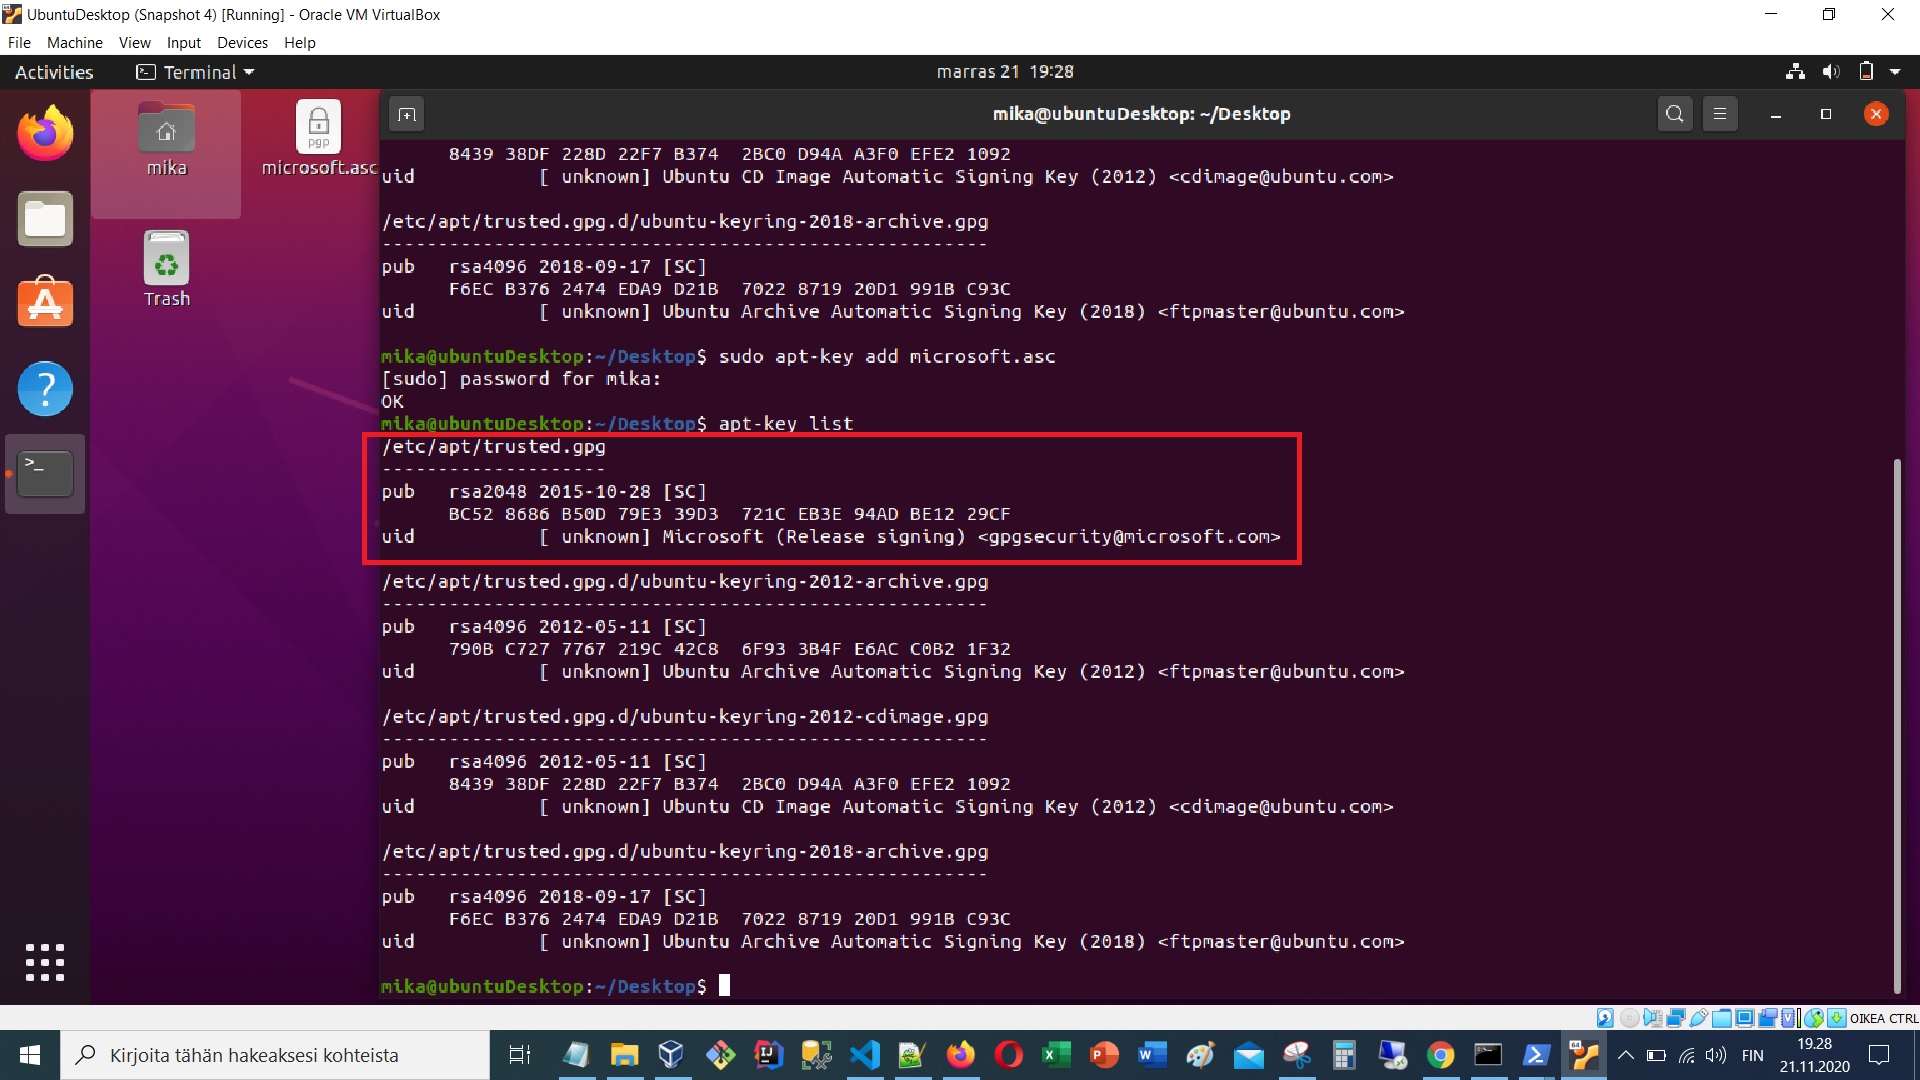 UbuntuDesktop (Snapshot 4) [Running] - Oracle VM VirtualBox
File Machine View Input Devices Help
Activities Terminal marras 21 19:28
mika
pgp
microsoft.asc
Trash
mika@ubuntuDesktop: ~/Desktop
8439 38DF 228D 22F7 B374  2BC0 D94A A3F0 EFE2 1092
uid           [ unknown] Ubuntu CD Image Automatic Signing Key (2012) <cdimage@ubuntu.com>
/etc/apt/trusted.gpg.d/ubuntu-keyring-2018-archive.gpg
------------------------------------------------------
pub   rsa4096 2018-09-17 [SC]
F6EC B376 2474 EDA9 D21B  7022 8719 20D1 991B C93C
uid           [ unknown] Ubuntu Archive Automatic Signing Key (2018) <ftpmaster@ubuntu.com>
mika@ubuntuDesktop:~/Desktop$ sudo apt-key add microsoft.asc
[sudo] password for mika:
OK
mika@ubuntuDesktop:~/Desktop$ apt-key list
/etc/apt/trusted.gpg
--------------------
pub   rsa2048 2015-10-28 [SC]
BC52 8686 B50D 79E3 39D3  721C EB3E 94AD BE12 29CF
uid           [ unknown] Microsoft (Release signing) <gpgsecurity@microsoft.com>
/etc/apt/trusted.gpg.d/ubuntu-keyring-2012-archive.gpg
------------------------------------------------------
pub   rsa4096 2012-05-11 [SC]
790B C727 7767 219C 42C8  6F93 3B4F E6AC C0B2 1F32
uid           [ unknown] Ubuntu Archive Automatic Signing Key (2012) <ftpmaster@ubuntu.com>
/etc/apt/trusted.gpg.d/ubuntu-keyring-2012-cdimage.gpg
------------------------------------------------------
pub   rsa4096 2012-05-11 [SC]
8439 38DF 228D 22F7 B374  2BC0 D94A A3F0 EFE2 1092
uid           [ unknown] Ubuntu CD Image Automatic Signing Key (2012) <cdimage@ubuntu.com>
/etc/apt/trusted.gpg.d/ubuntu-keyring-2018-archive.gpg
------------------------------------------------------
pub   rsa4096 2018-09-17 [SC]
F6EC B376 2474 EDA9 D21B  7022 8719 20D1 991B C93C
uid           [ unknown] Ubuntu Archive Automatic Signing Key (2018) <ftpmaster@ubuntu.com>
mika@ubuntuDesktop:~/Desktop$
OIKEA CTRL
Kirjoita tähän hakeaksesi kohteista
FIN
19.28
21.11.2020